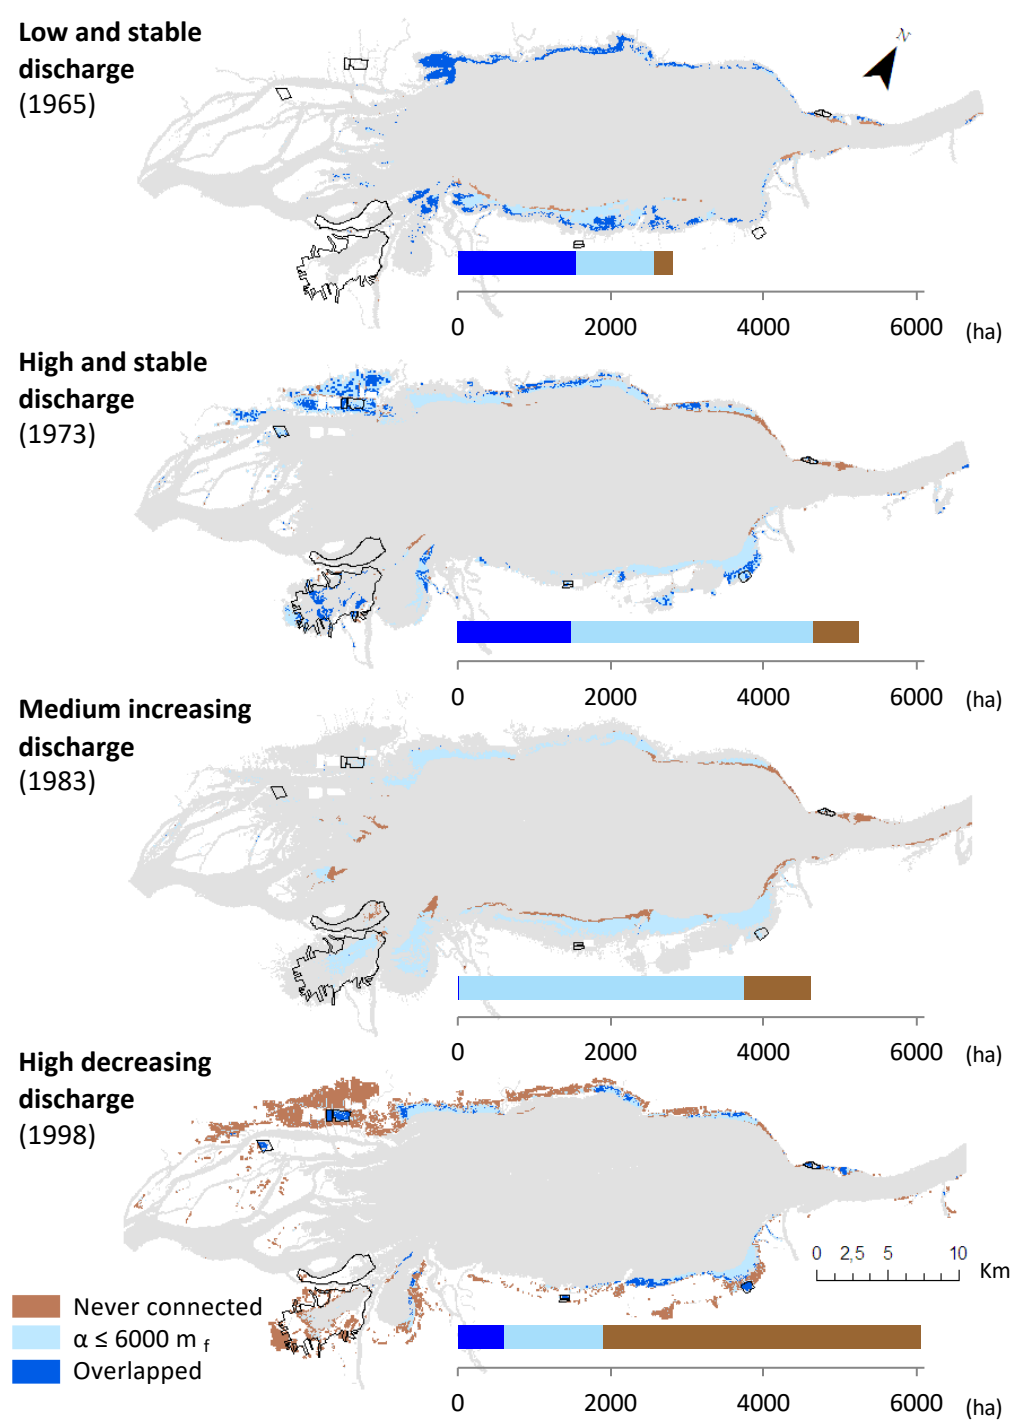 Low and stable
discharge
(1965)
N
0 2000 4000 6000 (ha)
High and stable
discharge
(1973)
0 2000 4000 6000 (ha)
Medium increasing
discharge
(1983)
0 2000 4000 6000 (ha)
High decreasing
discharge
(1998)
0 2,5 5 10
Km
Never connected
α ≤ 6000 m f
Overlapped
0 2000 4000 6000 (ha)